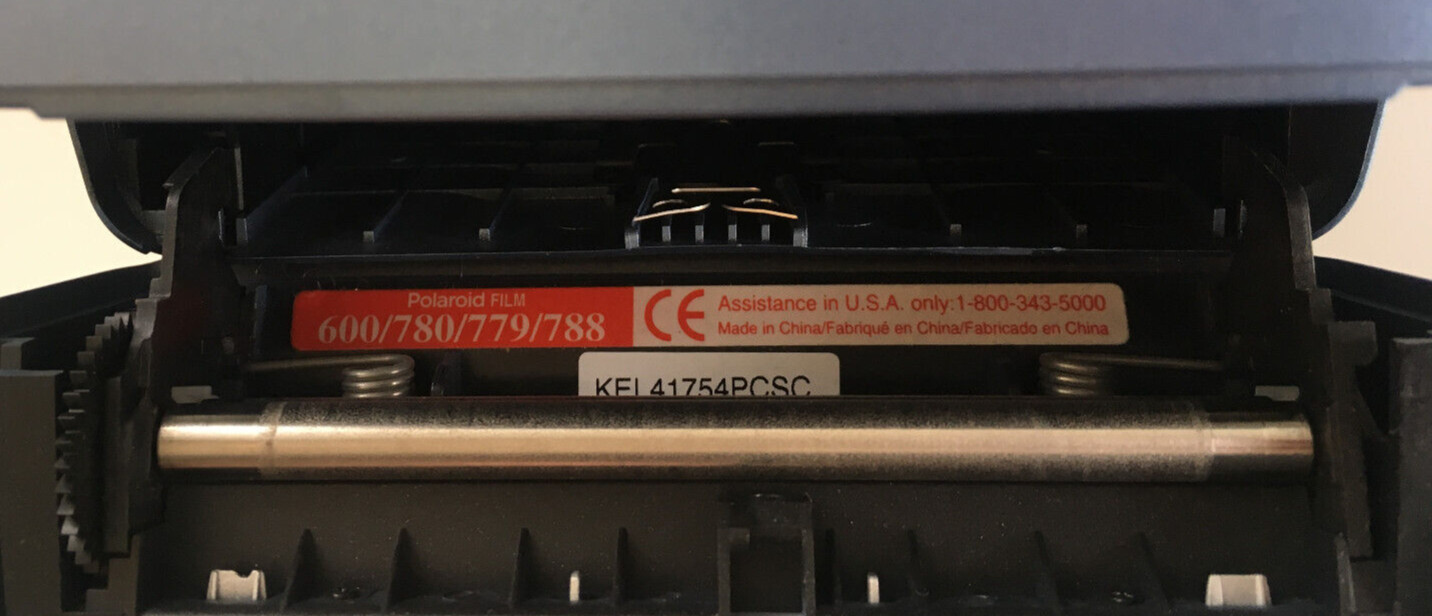 Polaroid FILM
600/780/779/788
CE
Assistance in U.S.A. only:1-800-343-5000
Made in China/Fabriqué en China/Fabricado en China
KEL41754PCSC